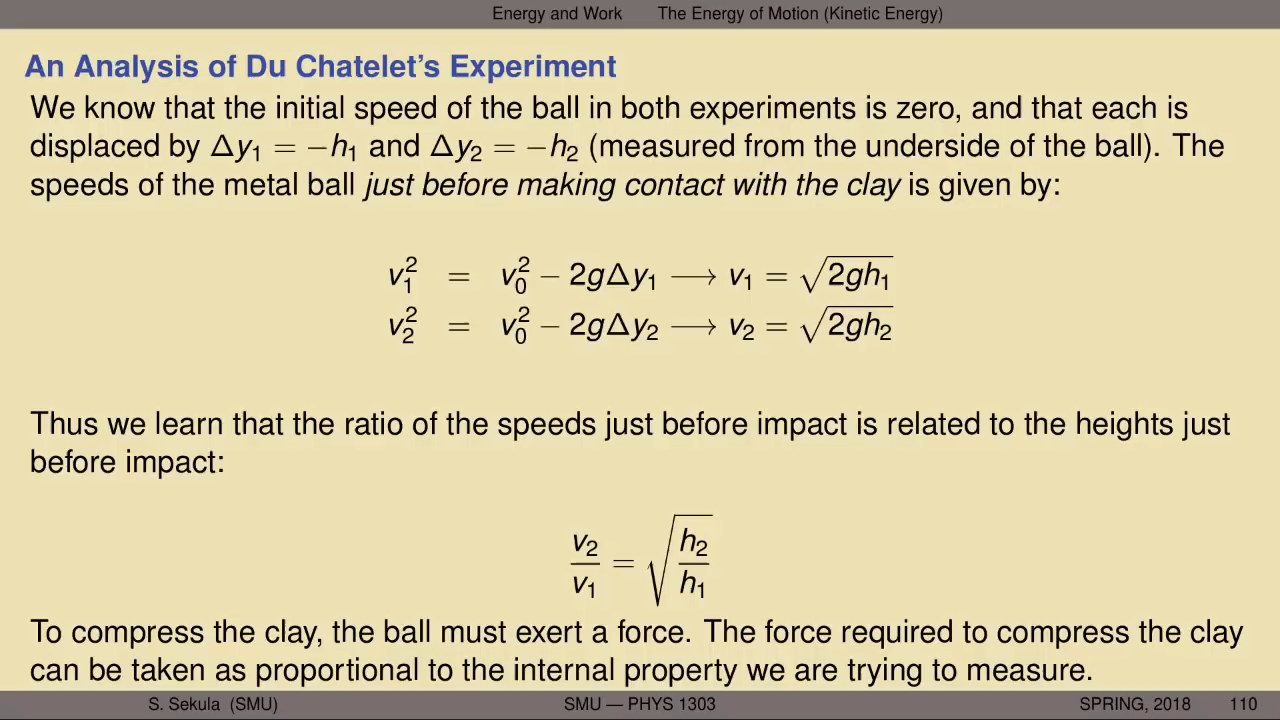 Energy and Work    The Energy of Motion (Kinetic Energy)
An Analysis of Du Chatelet's Experiment
We know that the initial speed of the ball in both experiments is zero, and that each is
displaced by Δy₁ = −h₁ and Δy₂ = −h₂ (measured from the underside of the ball). The
speeds of the metal ball just before making contact with the clay is given by:
v₁² = v₀² − 2gΔy₁ ⟶ v₁ = √(2gh₁)
v₂² = v₀² − 2gΔy₂ ⟶ v₂ = √(2gh₂)
Thus we learn that the ratio of the speeds just before impact is related to the heights just
before impact:
v₂/v₁ = √(h₂/h₁)
To compress the clay, the ball must exert a force. The force required to compress the clay
can be taken as proportional to the internal property we are trying to measure.
S. Sekula (SMU)    SMU — PHYS 1303    SPRING, 2018    110